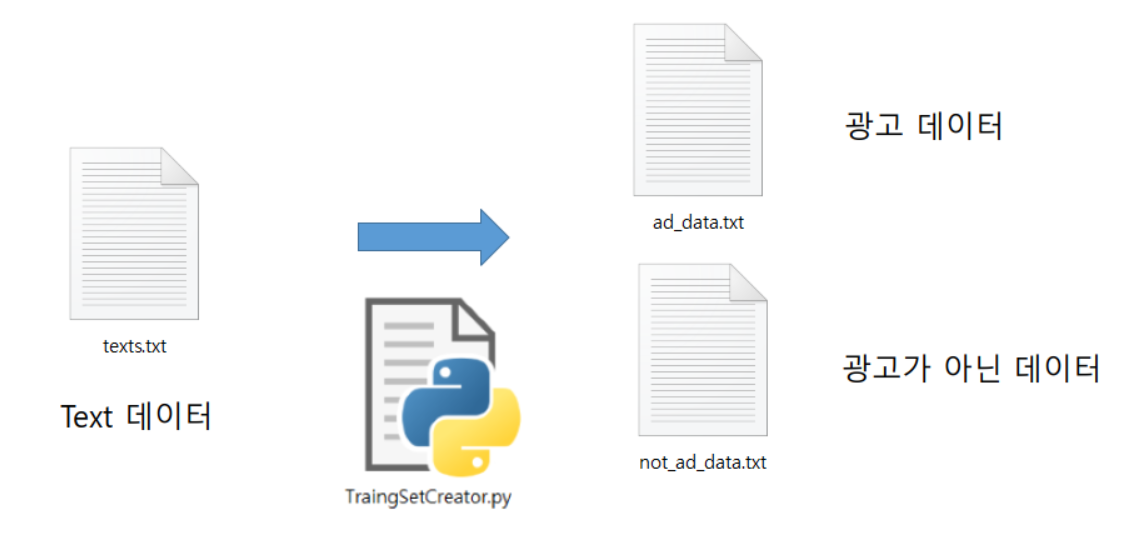 texts.txt
Text 데이터
TraingSetCreator.py
ad_data.txt
광고 데이터
not_ad_data.txt
광고가 아닌 데이터